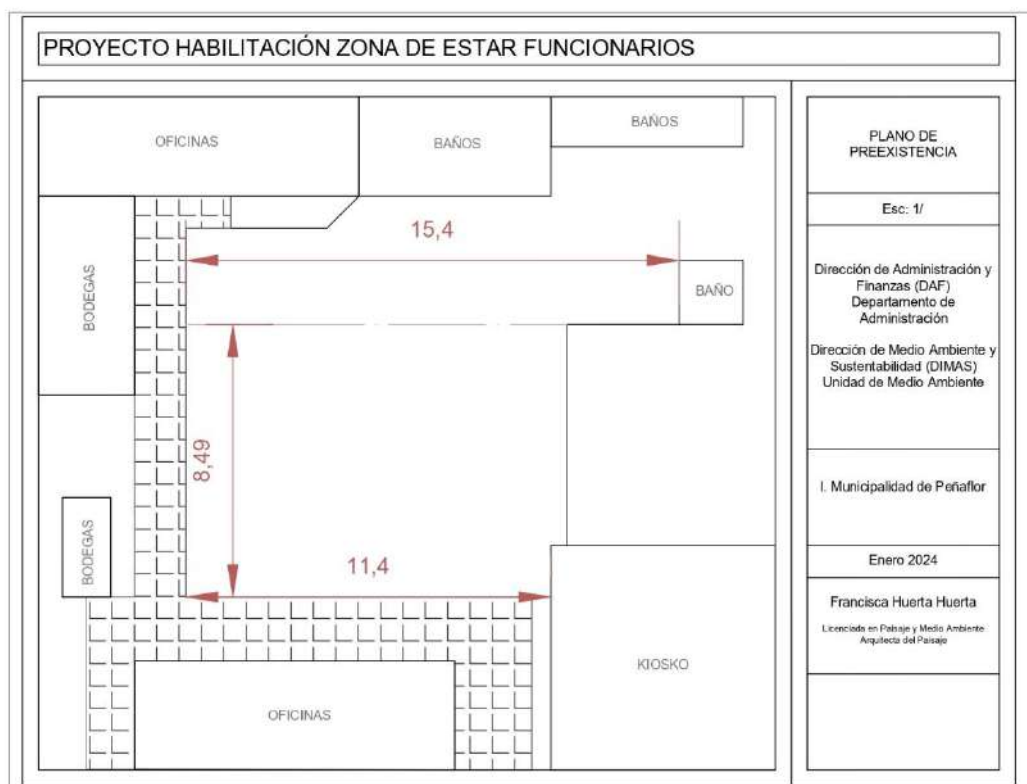 PROYECTO HABILITACIÓN ZONA DE ESTAR FUNCIONARIOS
OFICINAS
BAÑOS
BAÑOS
15,4
BODEGAS
BAÑO
8,49
BODEGAS
11,4
KIOSKO
OFICINAS
PLANO DE
PREEXISTENCIA
Esc: 1/
Dirección de Administración y
Finanzas (DAF)
Departamento de
Administración
Dirección de Medio Ambiente y
Sustentabilidad (DIMAS)
Unidad de Medio Ambiente
I. Municipalidad de Peñaflor
Enero 2024
Francisca Huerta Huerta
Licenciada en Paisaje y Medio Ambiente
Arquitecta del Paisaje